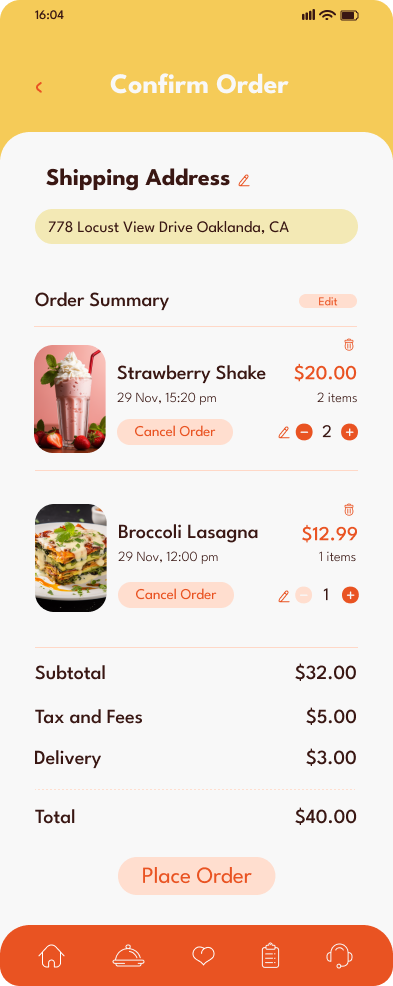 16:04
Confirm Order
Shipping Address
778 Locust View Drive Oaklanda, CA
Order Summary
Edit
Strawberry Shake
$20.00
29 Nov, 15:20 pm
2 items
Cancel Order
2
Broccoli Lasagna
$12.99
29 Nov, 12:00 pm
1 items
Cancel Order
1
Subtotal
$32.00
Tax and Fees
$5.00
Delivery
$3.00
Total
$40.00
Place Order